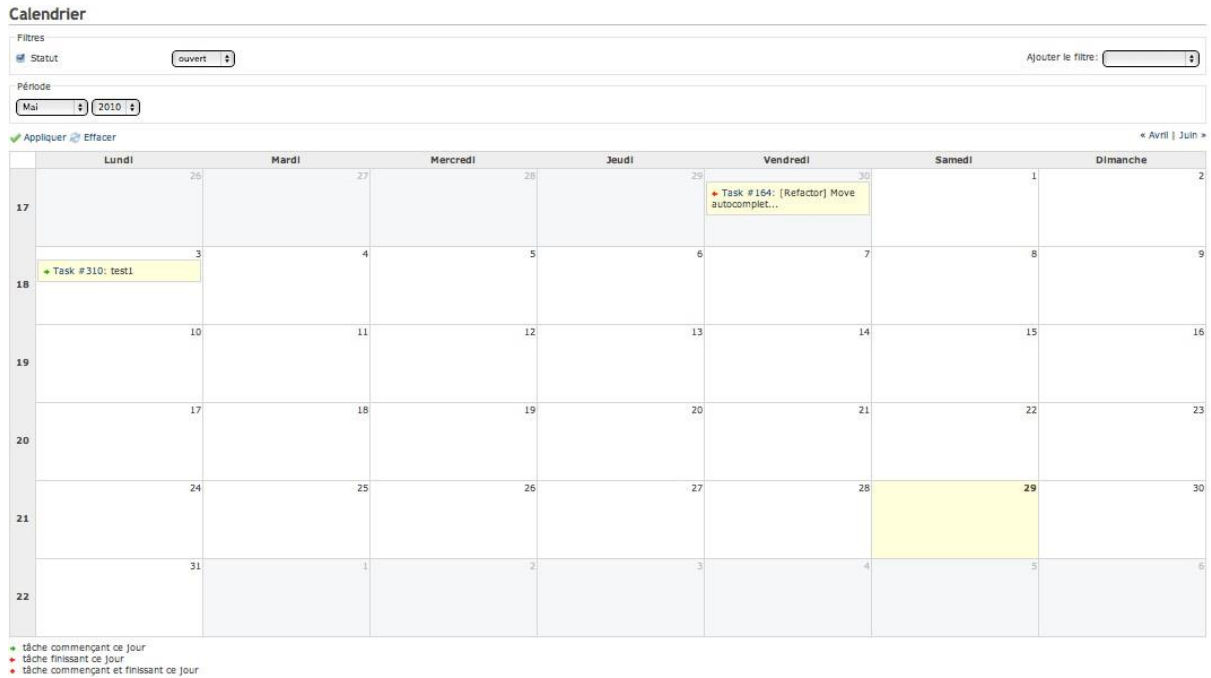 Calendrier
Filtres
Statut ouvert Ajouter le filtre:
Période
Mai 2010
Appliquer Effacer « Avril | Juin »
Lundi Mardi Mercredi Jeudi Vendredi Samedi Dimanche
26 27 28 29 30 1 2
17
Task #164: [Refactor] Move
autocomplet...
3 4 5 6 7 8 9
18
Task #310: test1
10 11 12 13 14 15 16
19
17 18 19 20 21 22 23
20
24 25 26 27 28 29 30
21
31 1 2 3 4 5 6
22
tâche commençant ce jour
tâche finissant ce jour
tâche commençant et finissant ce jour